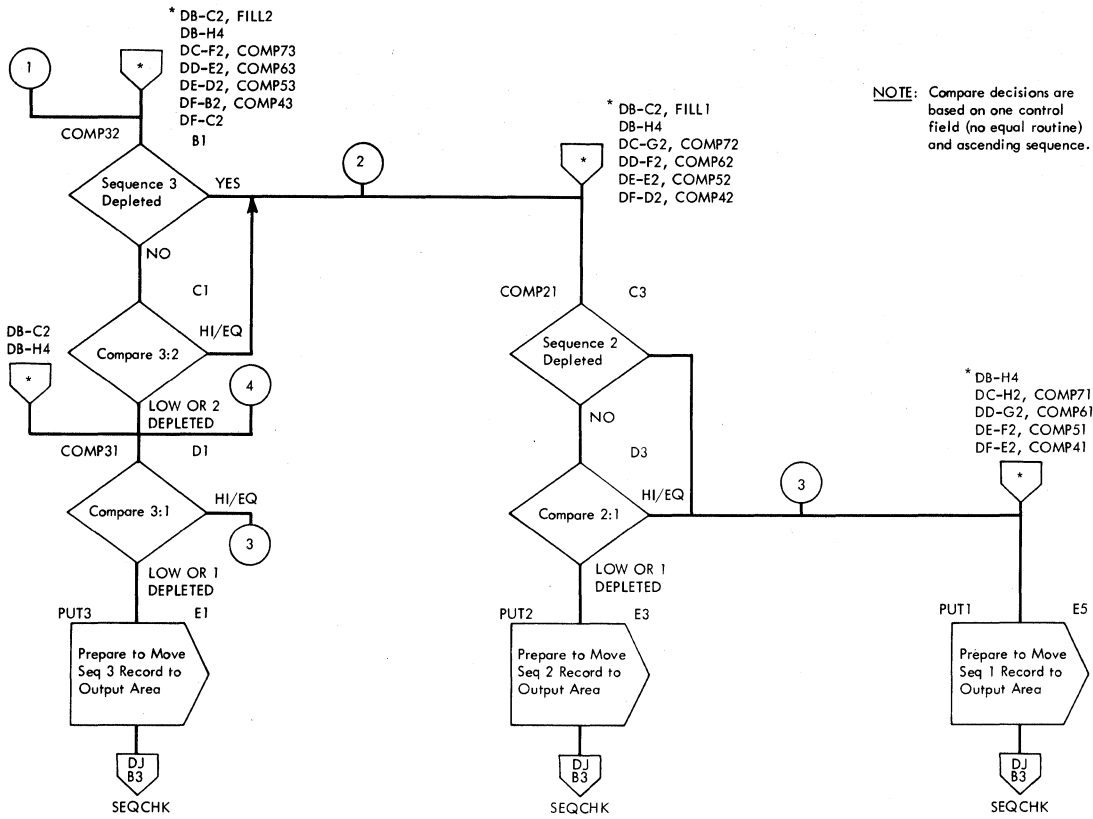 * DB-C2, FILL2
DB-H4
DC-F2, COMP73
DD-E2, COMP63
DE-D2, COMP53
DF-B2, COMP43
DF-C2
1
*
COMP32
B1
Sequence 3
Depleted
YES
NO
2
* DB-C2, FILL1
DB-H4
DC-G2, COMP72
DD-F2, COMP62
DE-E2, COMP52
DF-D2, COMP42
*
NOTE: Compare decisions are
based on one control
field (no equal routine)
and ascending sequence.
C1
Compare 3:2
HI/EQ
LOW OR 2
DEPLETED
DB-C2
DB-H4
*
4
COMP31
D1
Compare 3:1
HI/EQ
3
LOW OR 1
DEPLETED
PUT3
E1
Prepare to Move
Seq 3 Record to
Output Area
DJ
B3
SEQCHK
COMP21
C3
Sequence 2
Depleted
NO
D3
Compare 2:1
HI/EQ
LOW OR 1
DEPLETED
PUT2
E3
Prepare to Move
Seq 2 Record to
Output Area
DJ
B3
SEQCHK
3
* DB-H4
DC-H2, COMP71
DD-G2, COMP61
DE-F2, COMP51
DF-E2, COMP41
*
PUT1
E5
Prepare to Move
Seq 1 Record to
Output Area
DJ
B3
SEQCHK